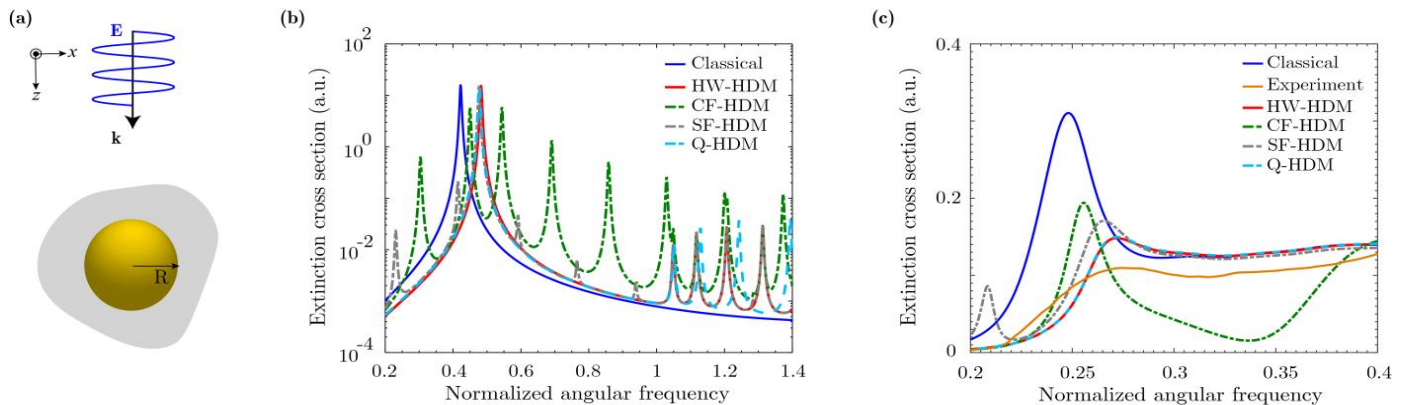 (a)
E
x
z
k
R
(b)
Extinction cross section (a.u.)
10^2
10^0
10^−2
10^−4
Classical
HW-HDM
CF-HDM
SF-HDM
Q-HDM
0.2 0.4 0.6 0.8 1 1.2 1.4
Normalized angular frequency
(c)
Extinction cross section (a.u.)
0.4
0.2
0
Classical
Experiment
HW-HDM
CF-HDM
SF-HDM
Q-HDM
0.2 0.25 0.3 0.35 0.4
Normalized angular frequency